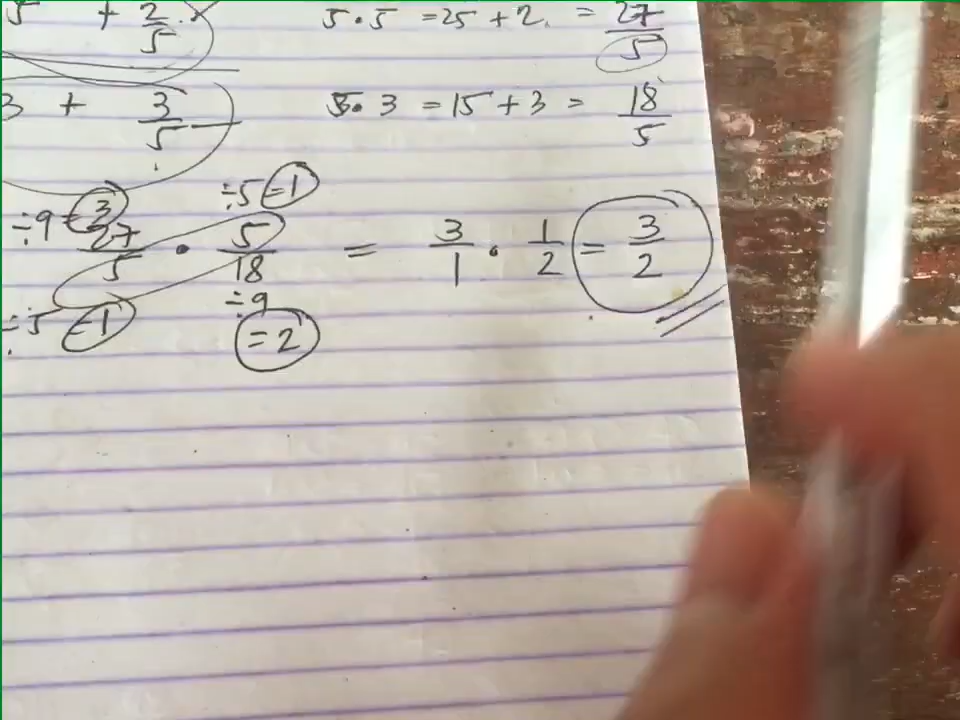 5 + 2/5 5·5 = 25 + 2 = 27/5
3 + 3/5 5·3 = 15 + 3 = 18/5
÷9 = 3 ÷5 = 1
27/5 · 5/18 = 3/1 · 1/2 = 3/2
÷5 = 1 ÷9
= 2